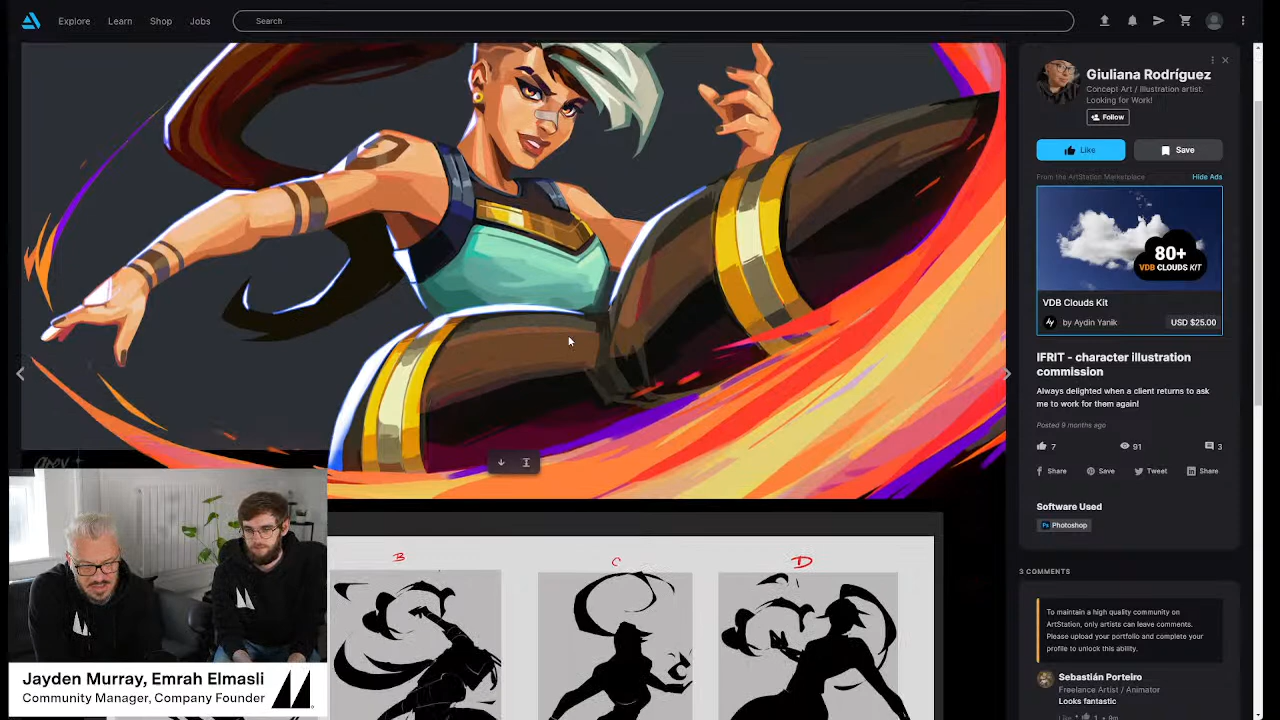 Explore
Learn
Shop
Jobs
Search
Giuliana Rodríguez
Concept Art / Illustration artist.
Looking for Work!
Follow
Like
Save
From the ArtStation Marketplace
Hide Ads
80+
VDB CLOUDS KIT
VDB Clouds Kit
by Aydin Yanik
USD $25.00
IFRIT - character illustration
commission
Always delighted when a client returns to ask
me to work for them again!
Posted 9 months ago
7
91
3
Share
Save
Tweet
Share
Software Used
Ps Photoshop
3 COMMENTS
To maintain a high quality community on
ArtStation, only artists can leave comments.
Please upload your portfolio and complete your
profile to unlock this ability.
Sebastián Porteiro
Freelance Artist / Animator
Looks fantastic
Like
1
9m
B
C
D
Jayden Murray, Emrah Elmasli
Community Manager, Company Founder